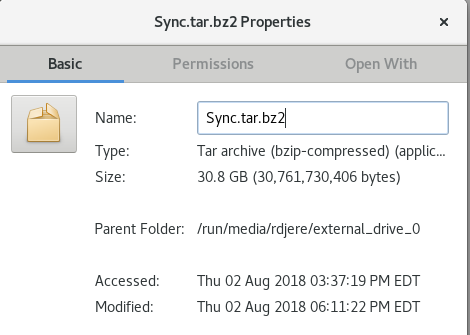 Sync.tar.bz2 Properties
Basic Permissions Open With
Name: Sync.tar.bz2
Type: Tar archive (bzip-compressed) (applic...
Size: 30.8 GB (30,761,730,406 bytes)
Parent Folder: /run/media/rdjere/external_drive_0
Accessed: Thu 02 Aug 2018 03:37:19 PM EDT
Modified: Thu 02 Aug 2018 06:11:22 PM EDT